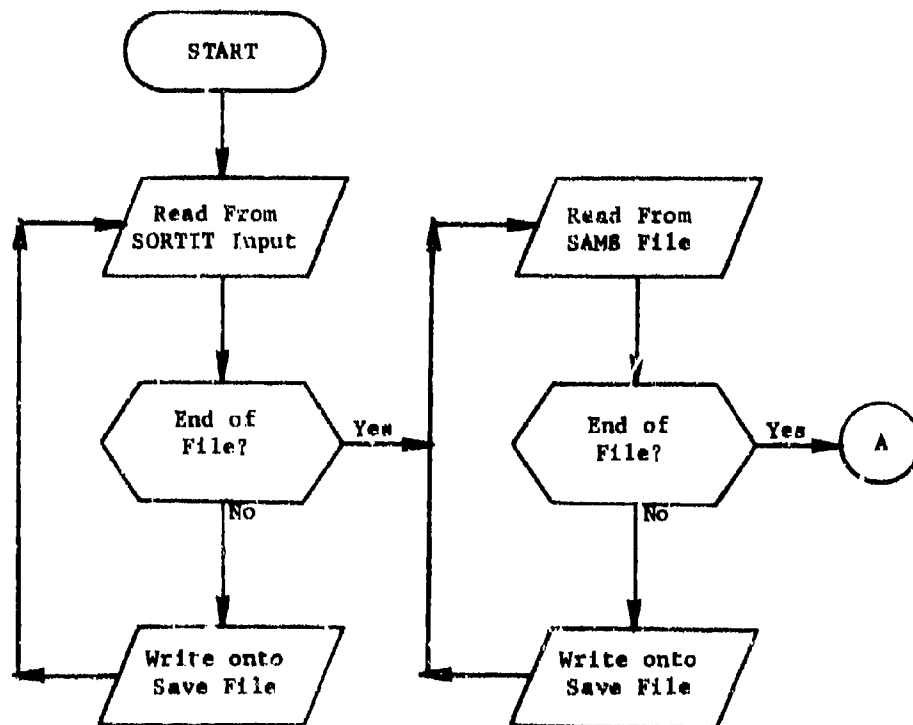 START
Read From
SORTIT Input
End of
File?
Yes
No
Write onto
Save File
Read From
SAMS File
End of
File?
Yes
No
Write onto
Save File
A